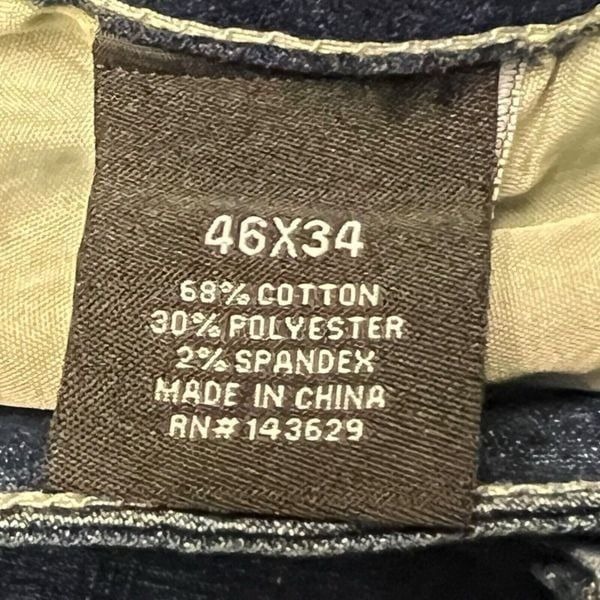 46X34
68% COTTON
30% POLYESTER
2% SPANDEX
MADE IN CHINA
RN# 143629